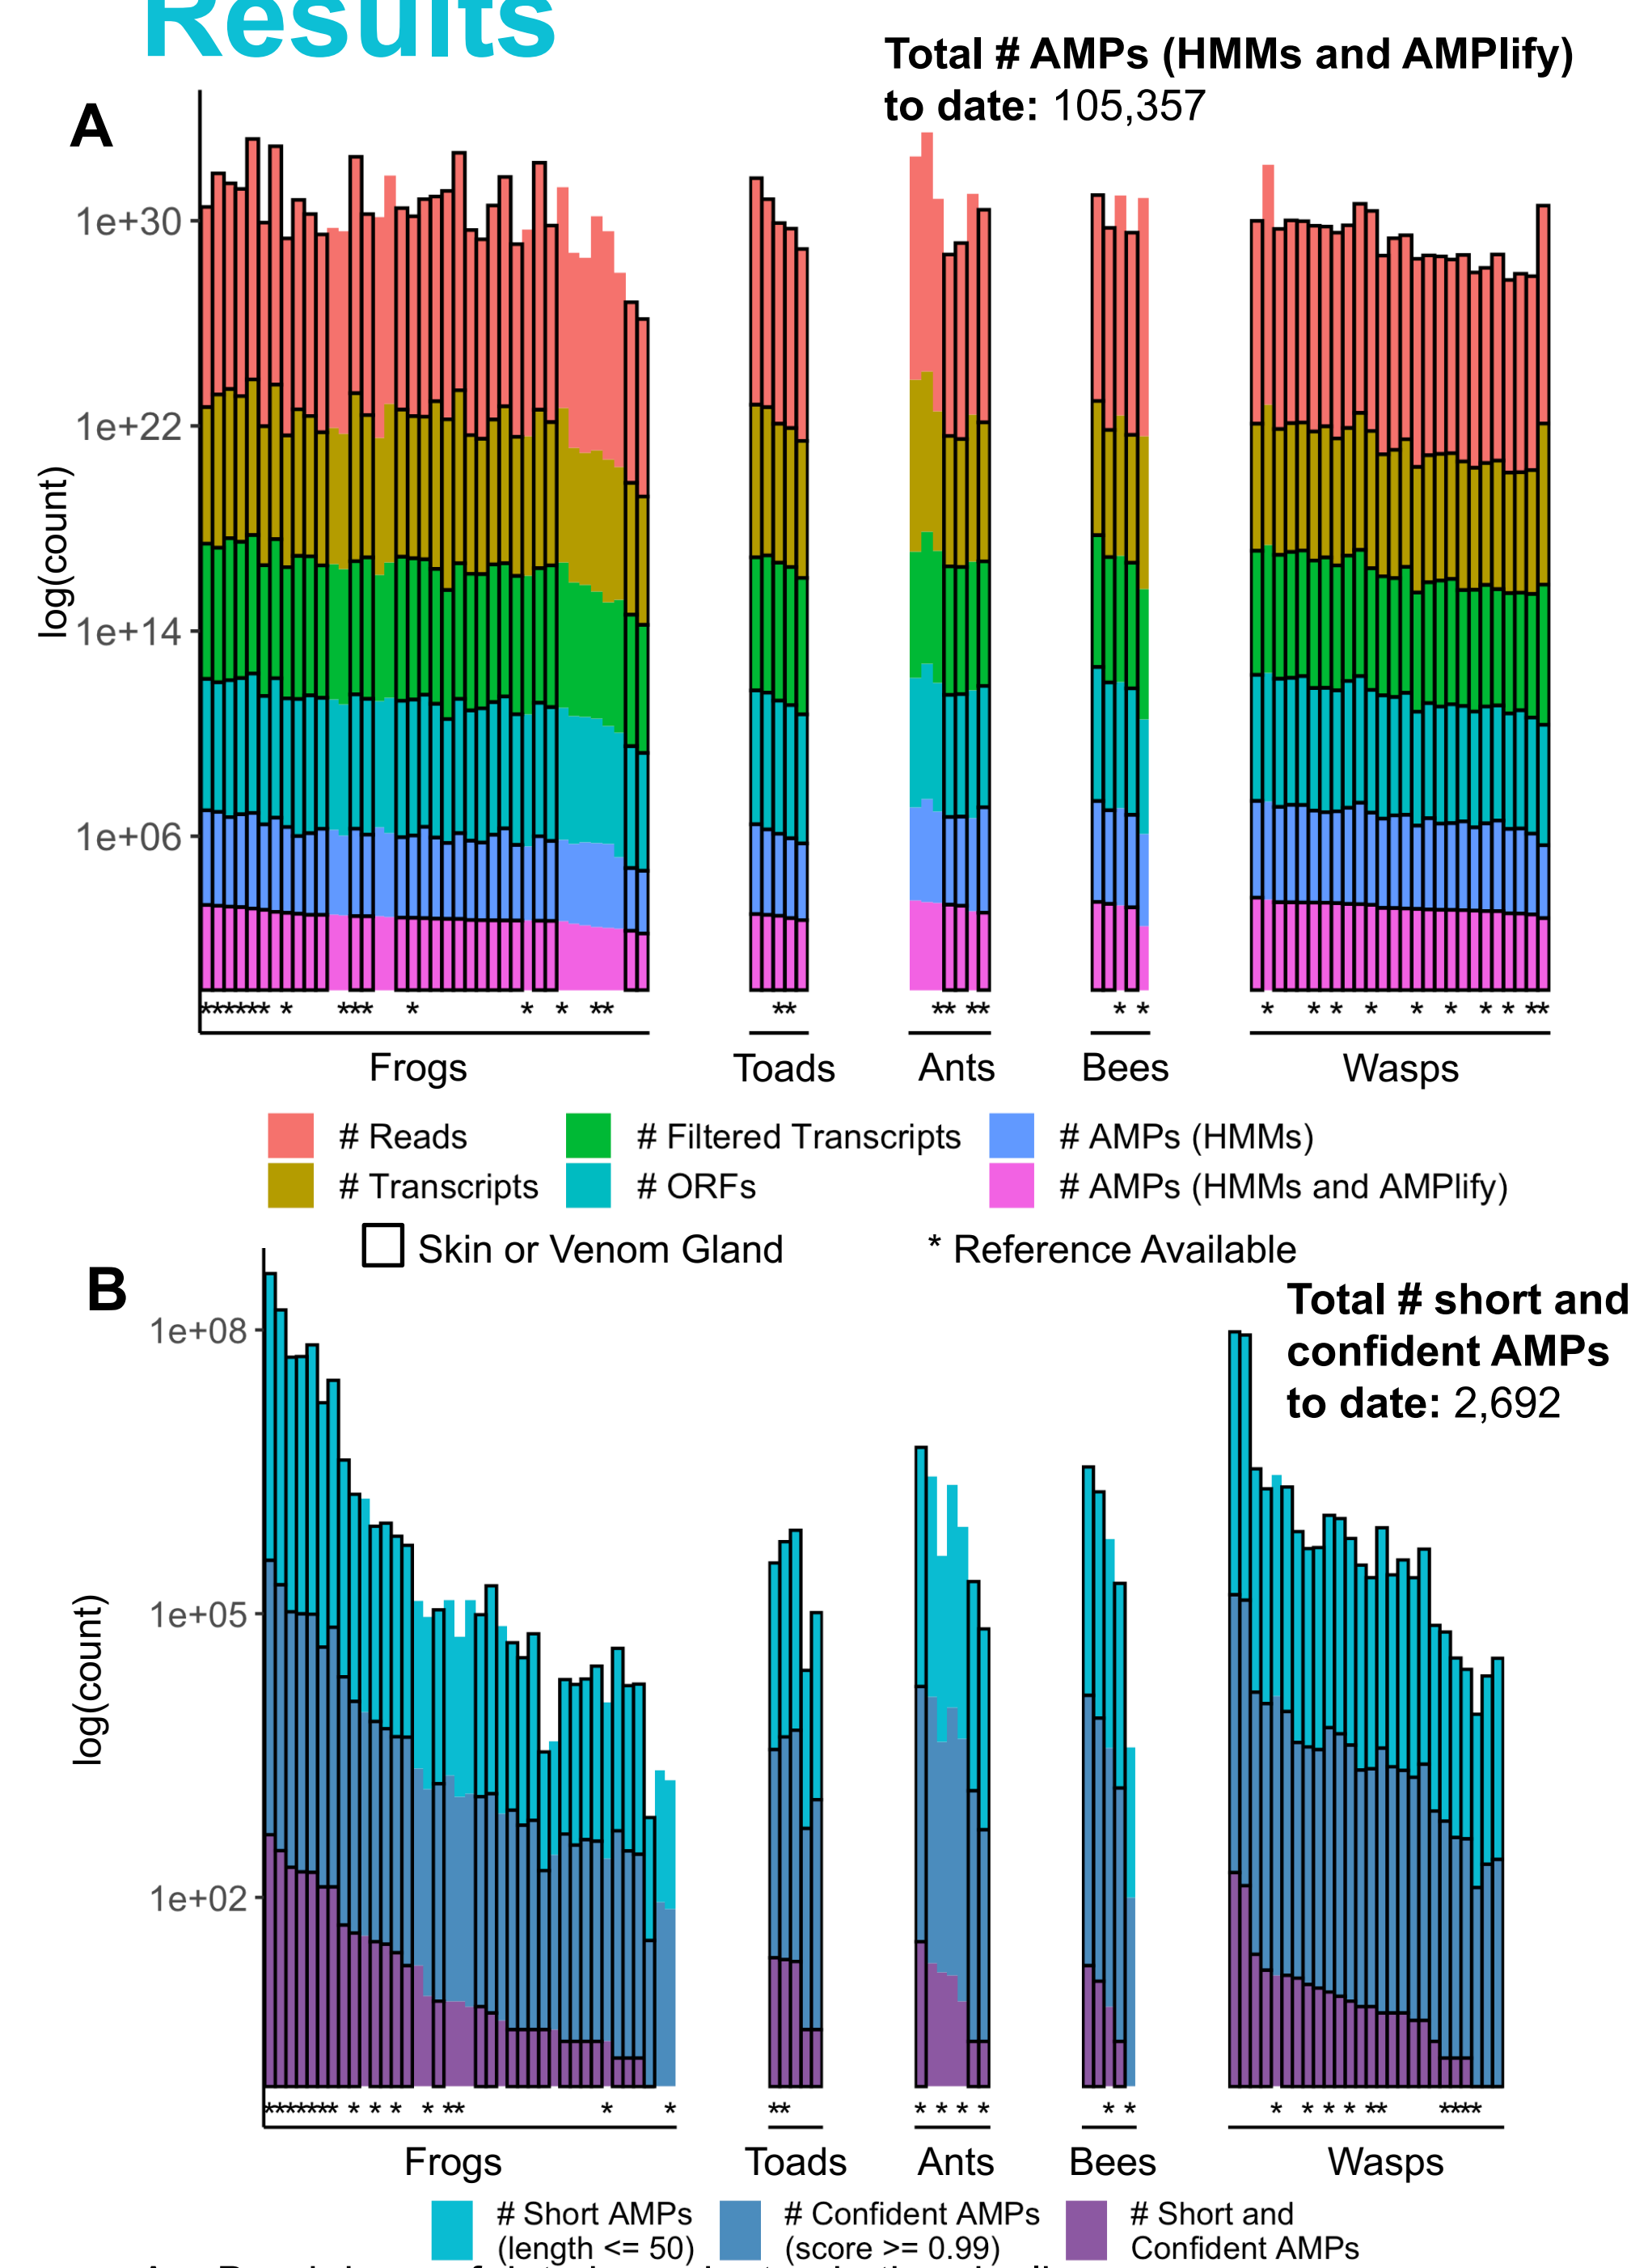 Results
Total # AMPs (HMMs and AMPlify)
to date: 105,357
A
1e+30
1e+22
1e+14
1e+06
log(count)
******* * *** * * * **
** ** ** * * * * * * * * * * **
Frogs
Toads
Ants
Bees
Wasps
# Reads
# Filtered Transcripts
# AMPs (HMMs)
# Transcripts
# ORFs
# AMPs (HMMs and AMPlify)
Skin or Venom Gland
* Reference Available
B
Total # short and
confident AMPs
to date: 2,692
1e+08
1e+05
1e+02
log(count)
Frogs
Toads
Ants
Bees
Wasps
# Short AMPs
(length <= 50)
# Confident AMPs
(score >= 0.99)
# Short and
Confident AMPs